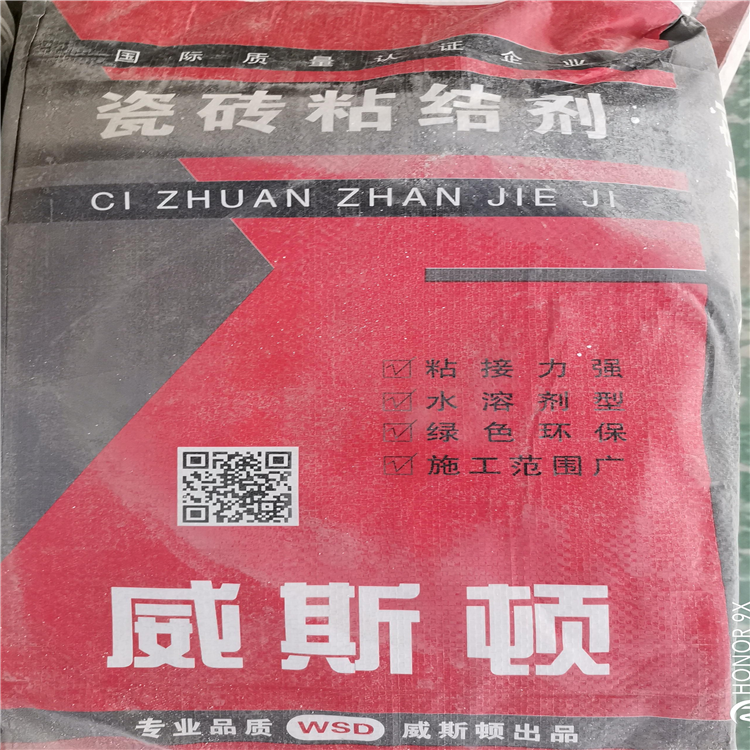 国际质量认证企业
瓷砖粘结剂
CI ZHUAN ZHAN JIE JI
粘接力强
水溶剂型
绿色环保
施工范围广
威斯顿
专业品质 WSD 威斯顿出品
HONOR 9X